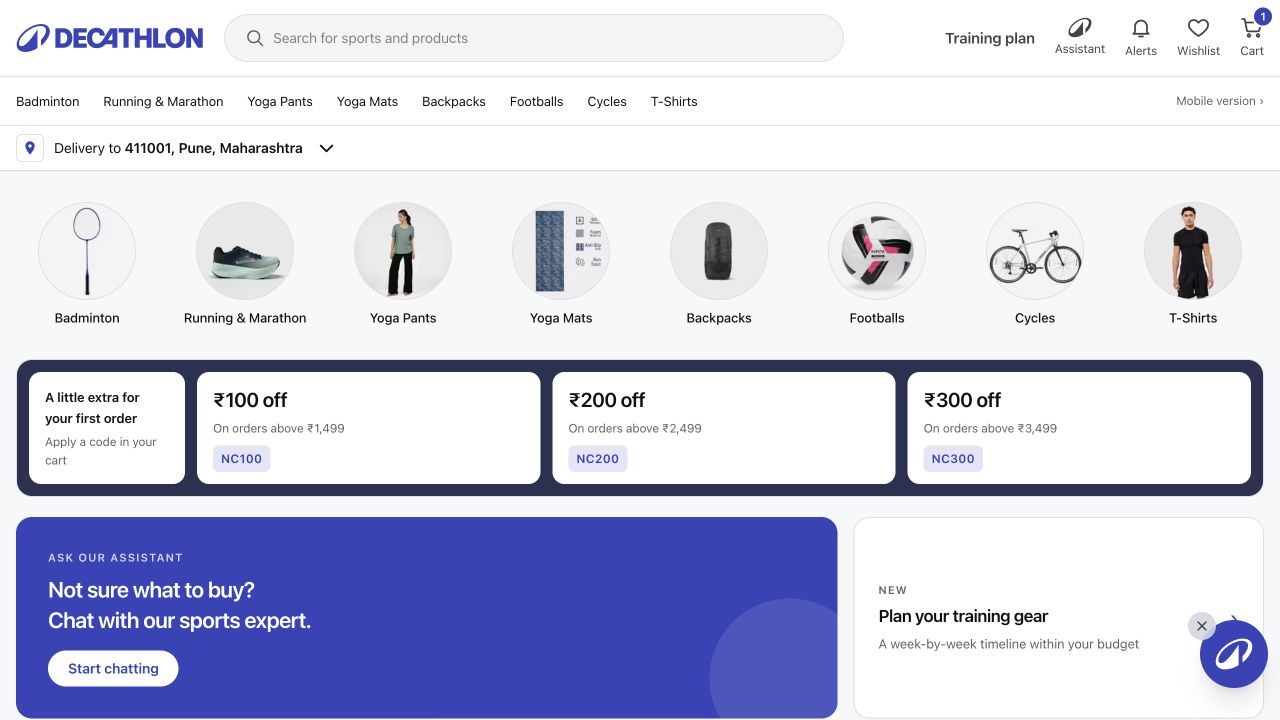 DECATHLON
Search for sports and products
Training plan
Assistant
Alerts
Wishlist
1
Cart
Badminton
Running & Marathon
Yoga Pants
Yoga Mats
Backpacks
Footballs
Cycles
T-Shirts
Mobile version ›
Delivery to 411001, Pune, Maharashtra
Badminton
Running & Marathon
Yoga Pants
Yoga Mats
Backpacks
Footballs
Cycles
T-Shirts
A little extra for
your first order
Apply a code in your
cart
₹100 off
On orders above ₹1,499
NC100
₹200 off
On orders above ₹2,499
NC200
₹300 off
On orders above ₹3,499
NC300
ASK OUR ASSISTANT
Not sure what to buy?
Chat with our sports expert.
Start chatting
NEW
Plan your training gear
A week-by-week timeline within your budget